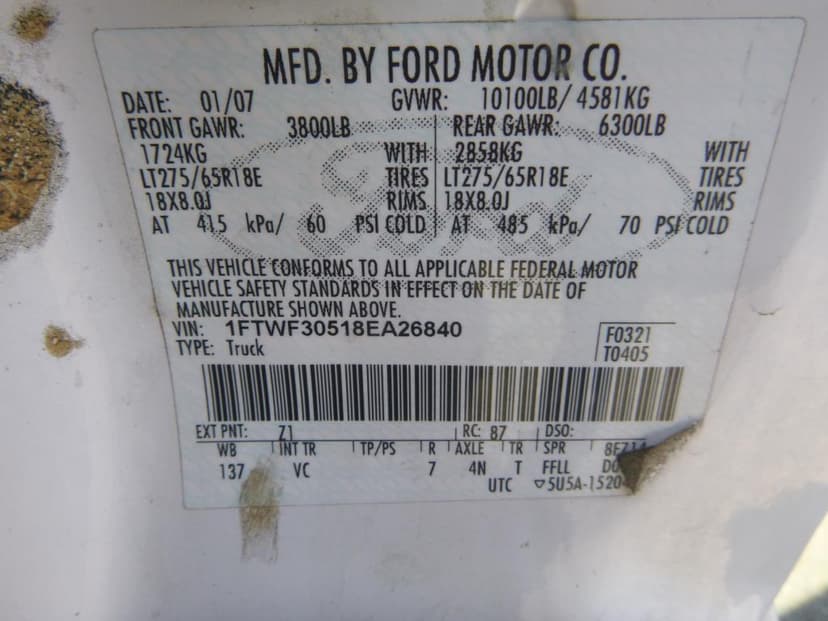 MFD. BY FORD MOTOR CO.
DATE: 01/07 GVWR: 10100LB/ 4581KG
FRONT GAWR: 3800LB REAR GAWR: 6300LB
1724KG WITH 2858KG WITH
LT275/65R18E TIRES LT275/65R18E TIRES
18X8.0J RIMS 18X8.0J RIMS
AT 415 kPa/ 60 PSI COLD AT 485 kPa/ 70 PSI COLD
Ford
THIS VEHICLE CONFORMS TO ALL APPLICABLE FEDERAL MOTOR
VEHICLE SAFETY STANDARDS IN EFFECT ON THE DATE OF
MANUFACTURE SHOWN ABOVE.
VIN: 1FTWF30518EA26840
TYPE: Truck
F0321
T0405
EXT PNT: Z1 RC: 87 DSO:
WB INT TR TP/PS R AXLE TR SPR
137 VC 7 4N T FFLL
UTC ▽5U5A-1520